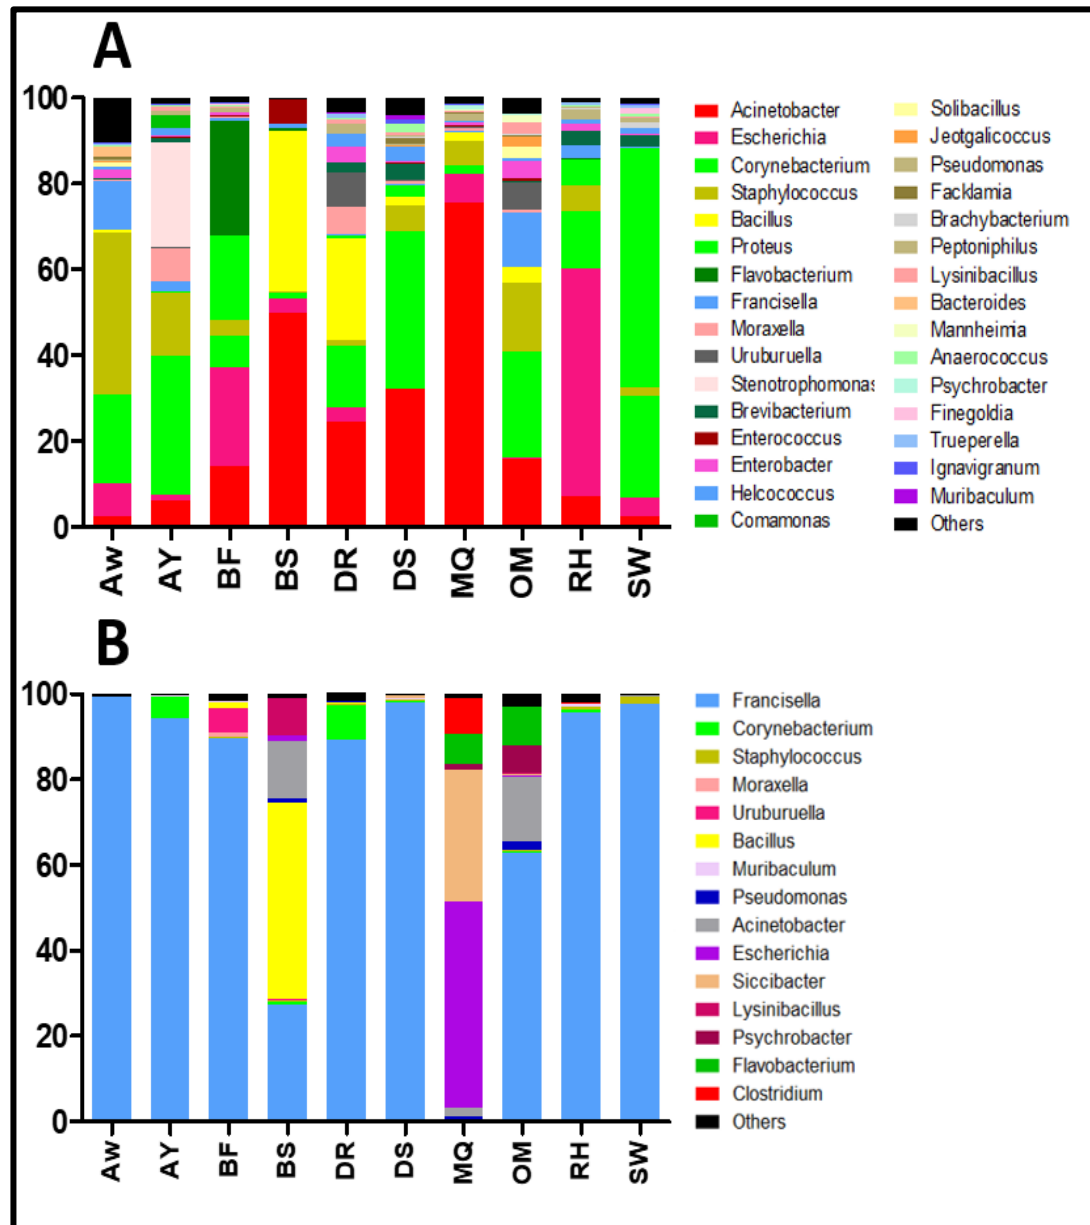 A
100
80
60
40
20
0
Aw AY BF BS DR DS MQ OM RH SW
Acinetobacter
Escherichia
Corynebacterium
Staphylococcus
Bacillus
Proteus
Flavobacterium
Francisella
Moraxella
Uruburuella
Stenotrophomonas
Brevibacterium
Enterococcus
Enterobacter
Helcococcus
Comamonas
Solibacillus
Jeotgalicoccus
Pseudomonas
Facklamia
Brachybacterium
Peptoniphilus
Lysinibacillus
Bacteroides
Mannheimia
Anaerococcus
Psychrobacter
Finegoldia
Trueperella
Ignavigranum
Muribaculum
Others
B
100
80
60
40
20
0
Aw AY BF BS DR DS MQ OM RH SW
Francisella
Corynebacterium
Staphylococcus
Moraxella
Uruburuella
Bacillus
Muribaculum
Pseudomonas
Acinetobacter
Escherichia
Siccibacter
Lysinibacillus
Psychrobacter
Flavobacterium
Clostridium
Others